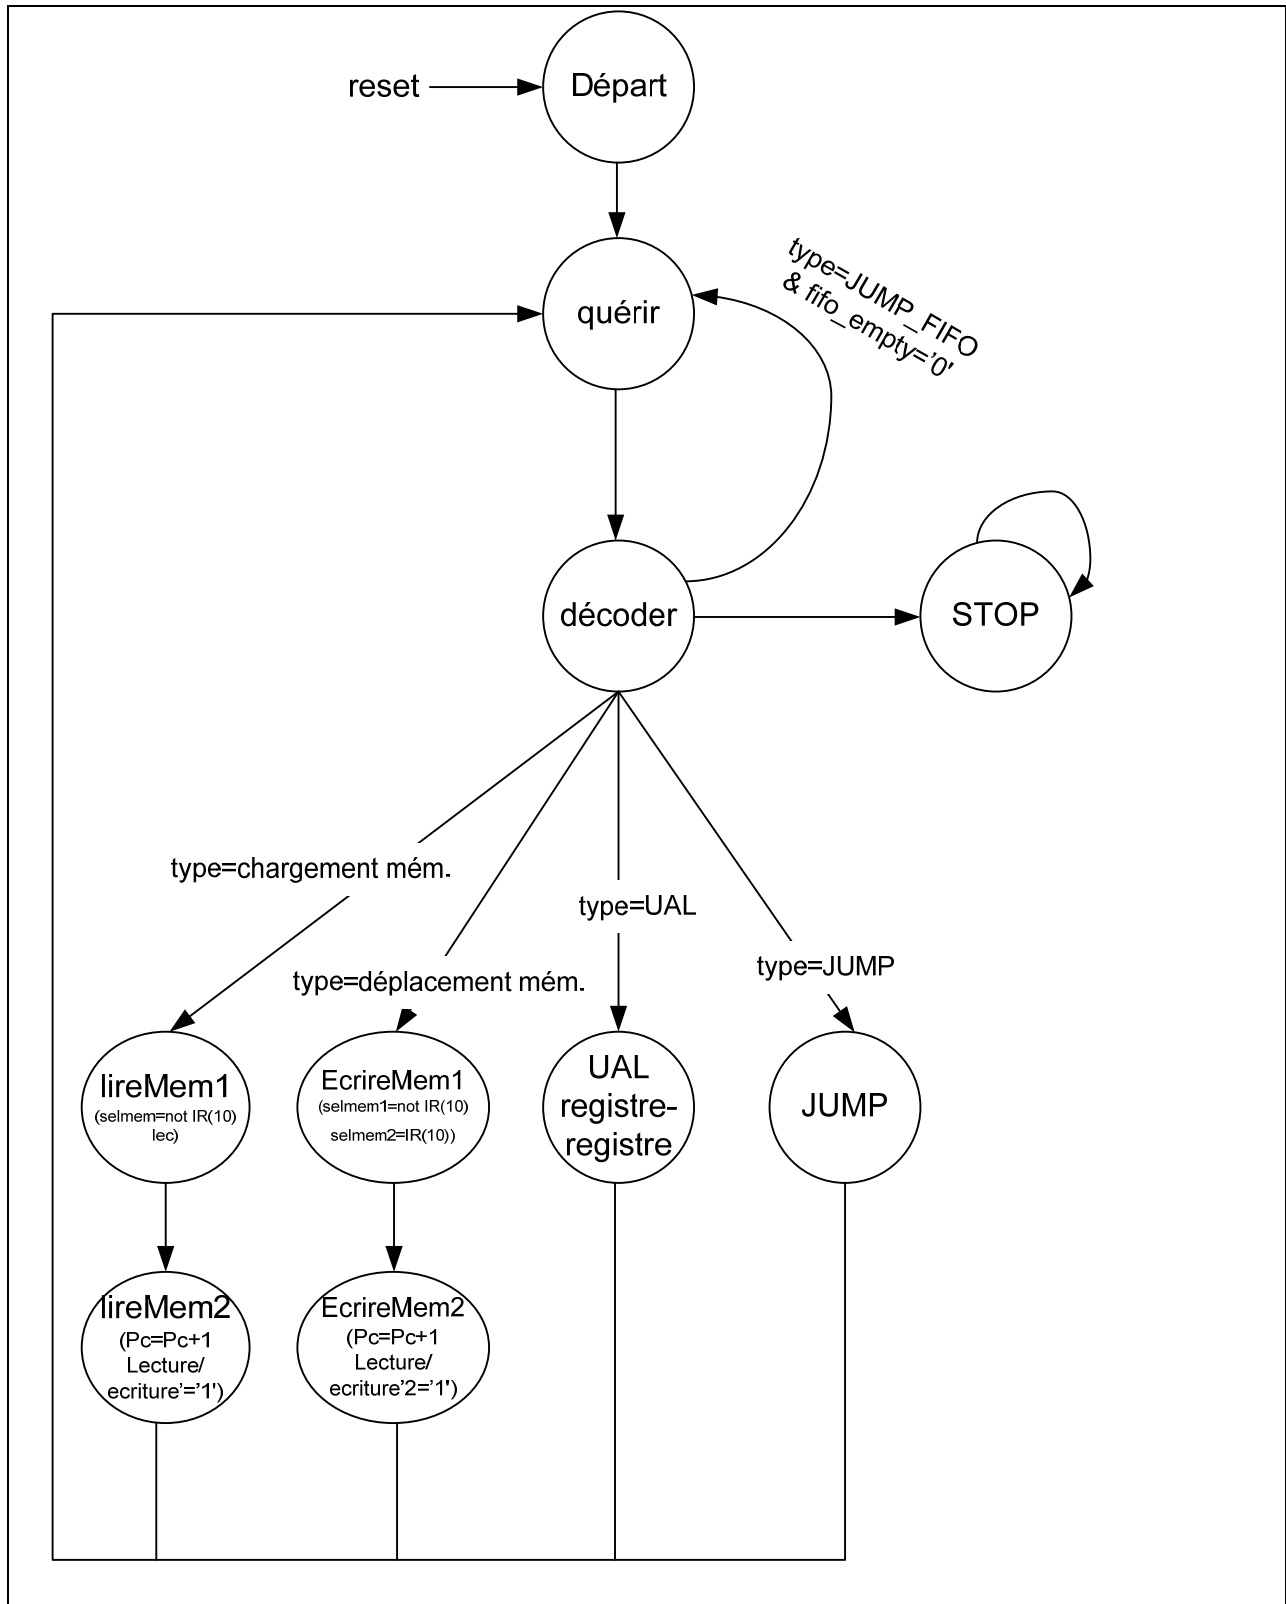 reset
Départ
quérir
type=JUMP_FIFO
& fifo_empty='0'
décoder
STOP
type=chargement mém.
type=UAL
type=JUMP
type=déplacement mém.
lireMem1
(selmem=not IR(10)
lec)
EcrireMem1
(selmem1=not IR(10)
selmem2=IR(10))
UAL
registre-
registre
JUMP
lireMem2
(Pc=Pc+1
Lecture/
ecriture'='1')
EcrireMem2
(Pc=Pc+1
Lecture/
ecriture'2='1')